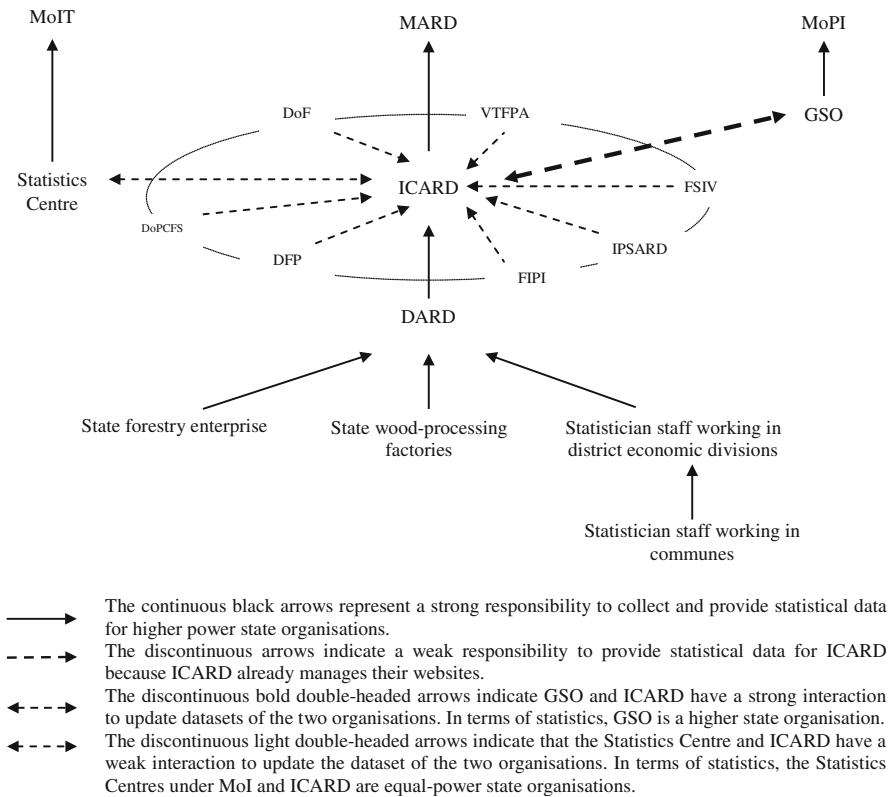 MoIT
MARD
MoPI
DoF
VTFPA
GSO
Statistics
Centre
ICARD
FSIV
DoPCFS
DFP
IPSARD
FIPI
DARD
State forestry enterprise
State wood-processing
factories
Statistician staff working in
district economic divisions
Statistician staff working in
communes
The continuous black arrows represent a strong responsibility to collect and provide statistical data
for higher power state organisations.
The discontinuous arrows indicate a weak responsibility to provide statistical data for ICARD
because ICARD already manages their websites.
The discontinuous bold double-headed arrows indicate GSO and ICARD have a strong interaction
to update datasets of the two organisations. In terms of statistics, GSO is a higher state organisation.
The discontinuous light double-headed arrows indicate that the Statistics Centre and ICARD have a
weak interaction to update the dataset of the two organisations. In terms of statistics, the Statistics
Centres under MoI and ICARD are equal-power state organisations.